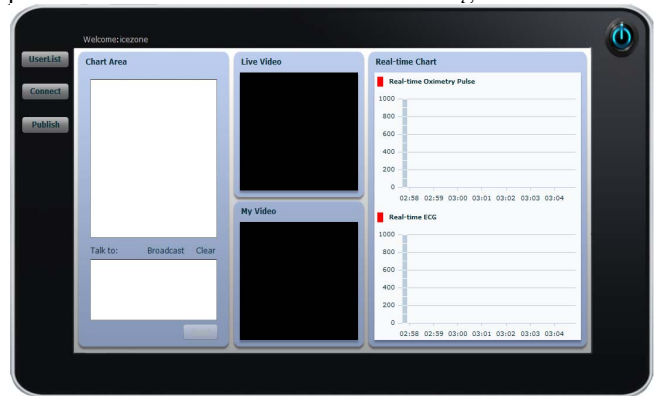 Welcome:icezone
UserList
Connect
Publish
Chart Area
Talk to: Broadcast Clear
Live Video
My Video
Real-time Chart
Real-time Oximetry Pulse
1000
800
600
400
200
0
02:58 02:59 03:00 03:01 03:02 03:03 03:04
Real-time ECG
1000
800
600
400
200
0
02:58 02:59 03:00 03:01 03:02 03:03 03:04